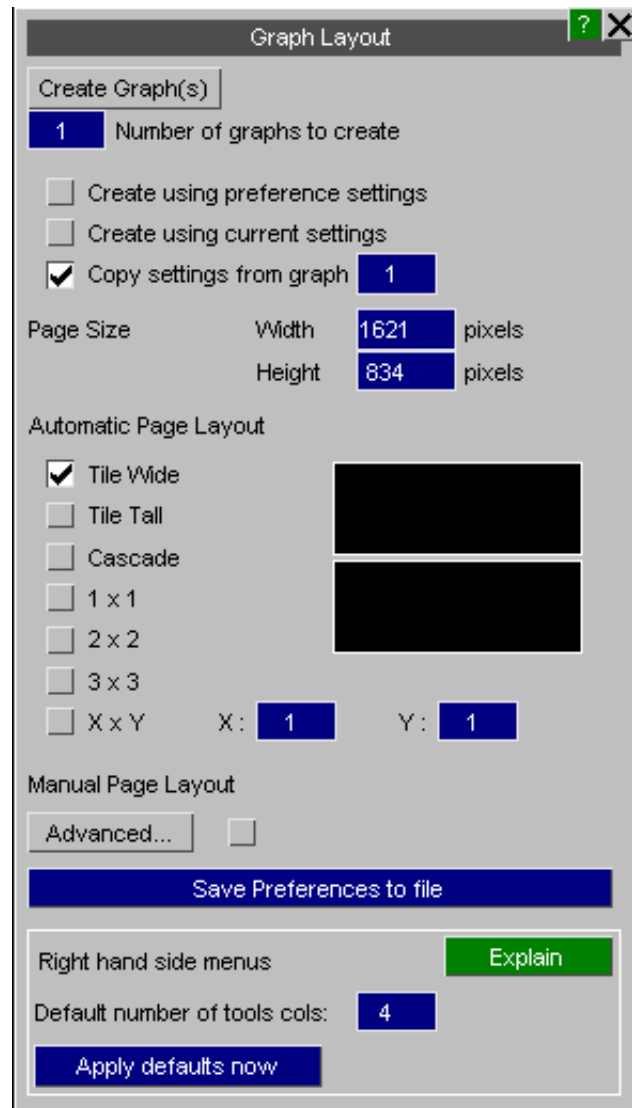 Graph Layout ? X
Create Graph(s)
1 Number of graphs to create
Create using preference settings
Create using current settings
Copy settings from graph 1
Page Size Width 1621 pixels
Height 834 pixels
Automatic Page Layout
Tile Wide
Tile Tall
Cascade
1 x 1
2 x 2
3 x 3
X x Y X : 1 Y : 1
Manual Page Layout
Advanced...
Save Preferences to file
Right hand side menus Explain
Default number of tools cols: 4
Apply defaults now